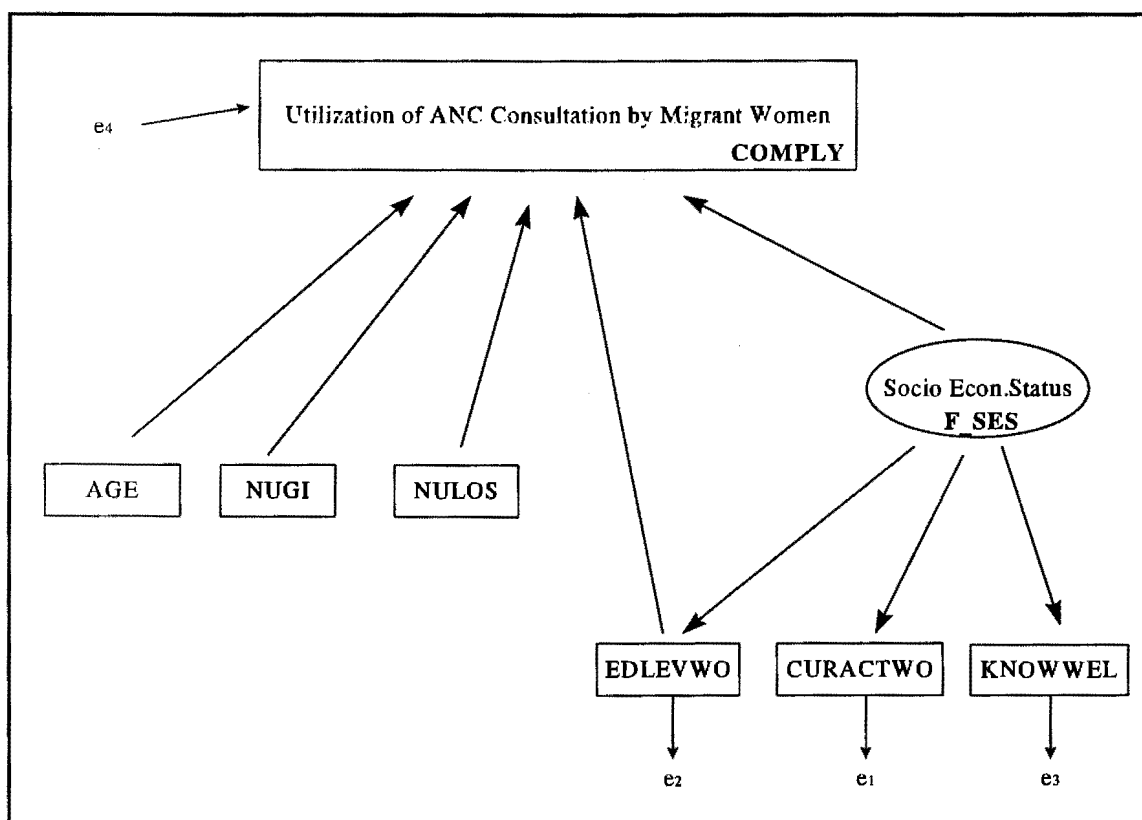 Utilization of ANC Consultation by Migrant Women
COMPLY
e4
Socio Econ.Status
F_SES
AGE
NUGI
NULOS
EDLEVWO
CURACTWO
KNOWWEL
e2
e1
e3